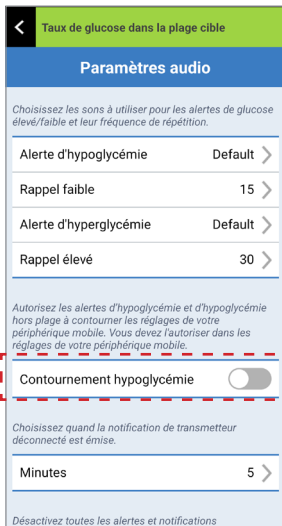 Taux de glucose dans la plage cible
Paramètres audio
Choisissez les sons à utiliser pour les alertes de glucose
élevé/faible et leur fréquence de répétition.
Alerte d'hypoglycémie Default
Rappel faible 15
Alerte d'hyperglycémie Default
Rappel élevé 30
Autorisez les alertes d'hypoglycémie et d'hypoglycémie
hors plage à contourner les réglages de votre
périphérique mobile. Vous devez l'autoriser dans les
réglages de votre périphérique mobile.
Contournement hypoglycémie
Choisissez quand la notification de transmetteur
déconnecté est émise.
Minutes 5
Désactivez toutes les alertes et notifications